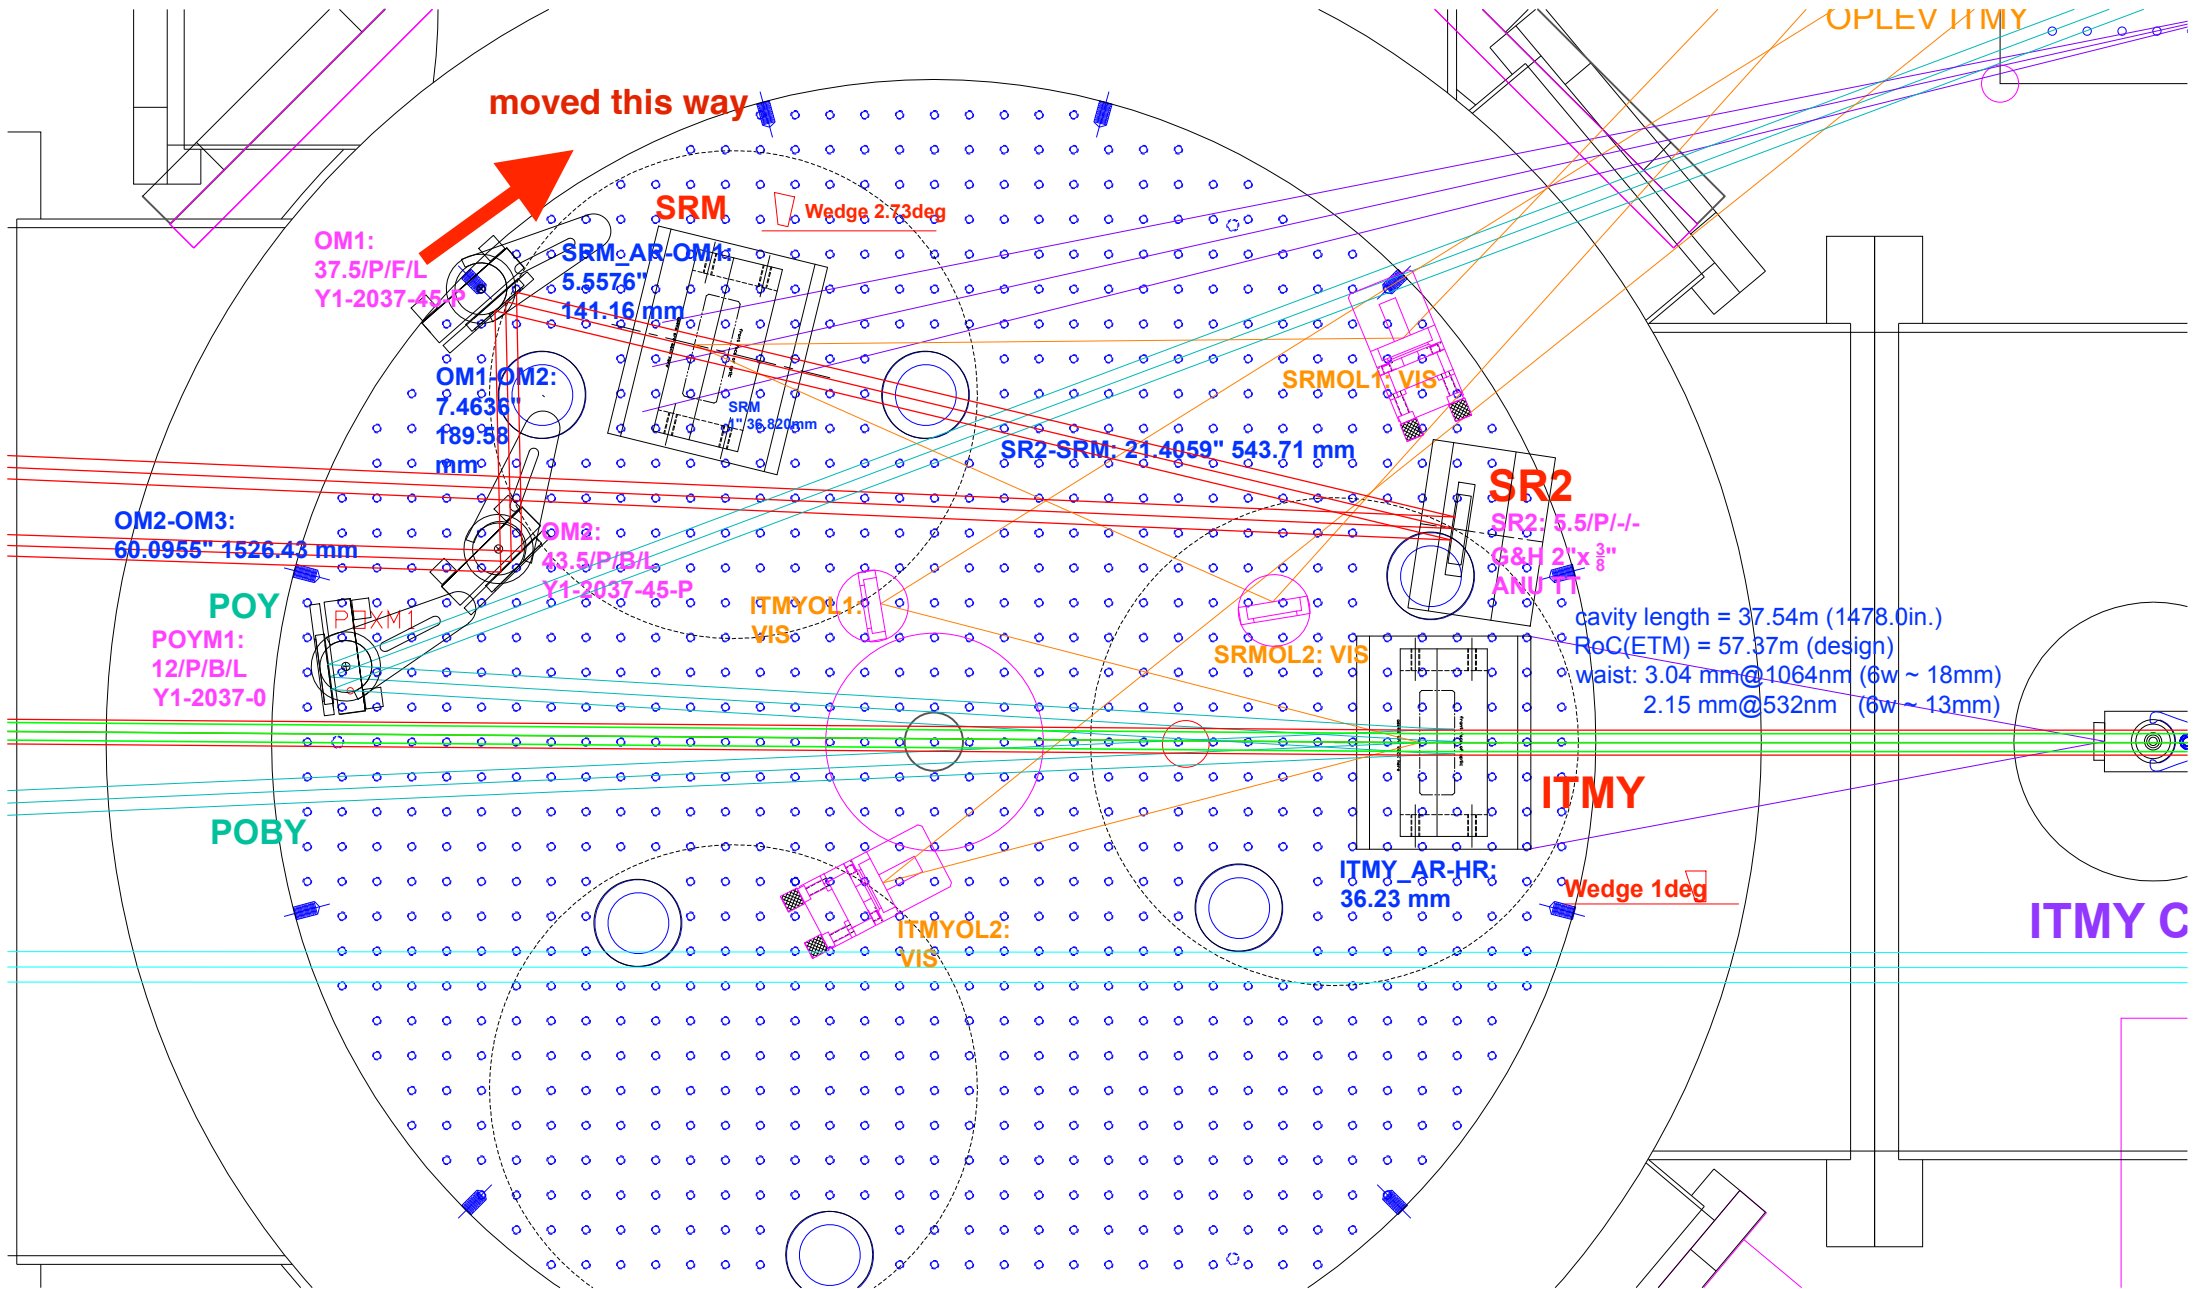 OPLEV ITMY
moved this way
SRM
Wedge 2.73deg
OM1:
37.5/P/F/L
Y1-2037-45-P
SRM_AR-OM1:
5.5576"
141.16 mm
OM1-OM2:
7.4636"
189.58
mm
SRM
1" 36.820mm
SRMOL1: VIS
SR2-SRM: 21.4059" 543.71 mm
SR2
SR2: 5.5/P/-/-
G&H 2"x 3/8"
ANU TT
OM2-OM3:
60.0955" 1526.43 mm
OM2:
43.5/P/B/L
Y1-2037-45-P
POY
POXM1
POYM1:
12/P/B/L
Y1-2037-0
ITMYOL1:
VIS
SRMOL2: VIS
cavity length = 37.54m (1478.0in.)
RoC(ETM) = 57.37m (design)
waist: 3.04 mm@1064nm (6w ~ 18mm)
2.15 mm@532nm (6w ~ 13mm)
ITMY
POBY
ITMY_AR-HR:
36.23 mm
Wedge 1deg
ITMYOL2:
VIS
ITMY C